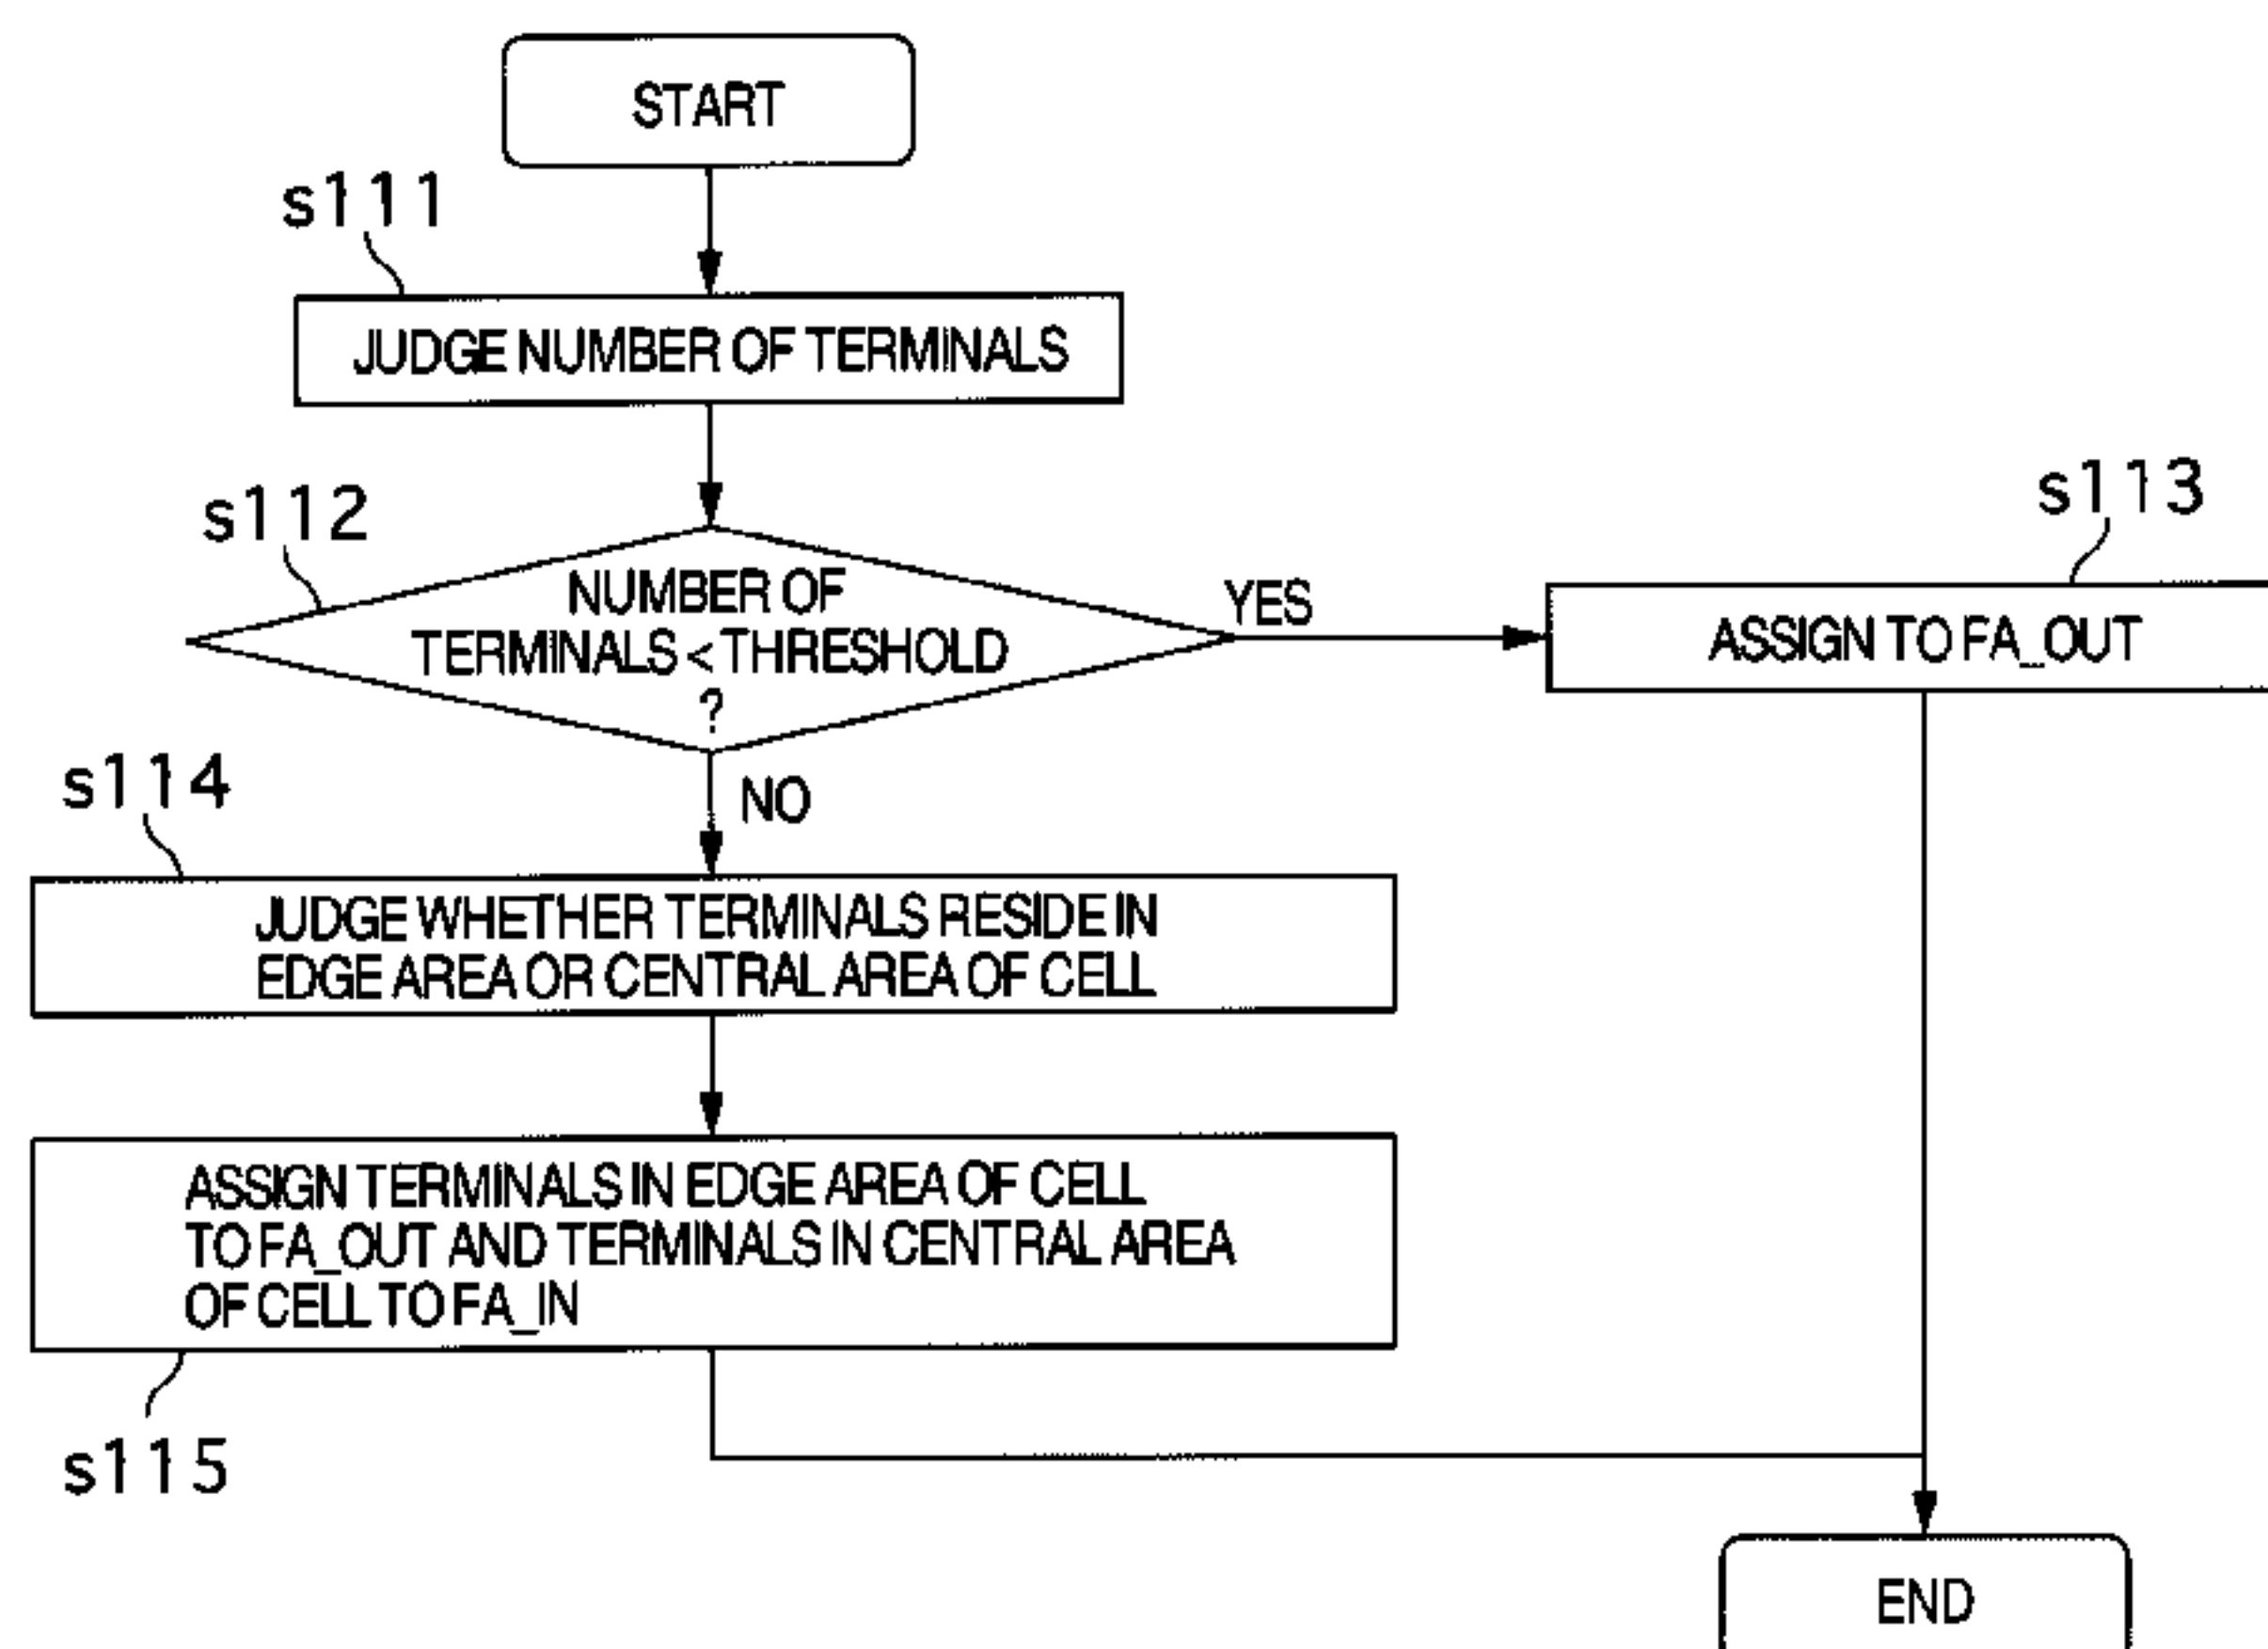 START
s111
JUDGE NUMBER OF TERMINALS
s112
NUMBER OF
TERMINALS < THRESHOLD
?
YES
s113
ASSIGN TO FA_OUT
NO
s114
JUDGE WHETHER TERMINALS RESIDE IN
EDGE AREA OR CENTRAL AREA OF CELL
ASSIGN TERMINALS IN EDGE AREA OF CELL
TO FA_OUT AND TERMINALS IN CENTRAL AREA
OF CELL TO FA_IN
s115
END